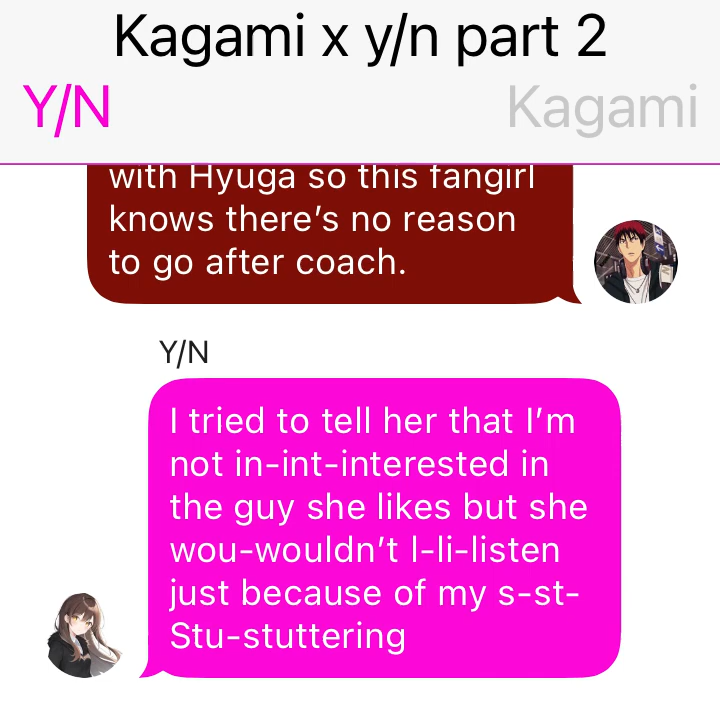 Kagami x y/n part 2
Y/N
Kagami
with Hyuga so this fangirl
knows there’s no reason
to go after coach.
Y/N
I tried to tell her that I’m
not in-int-interested in
the guy she likes but she
wou-wouldn’t l-li-listen
just because of my s-st-
Stu-stuttering